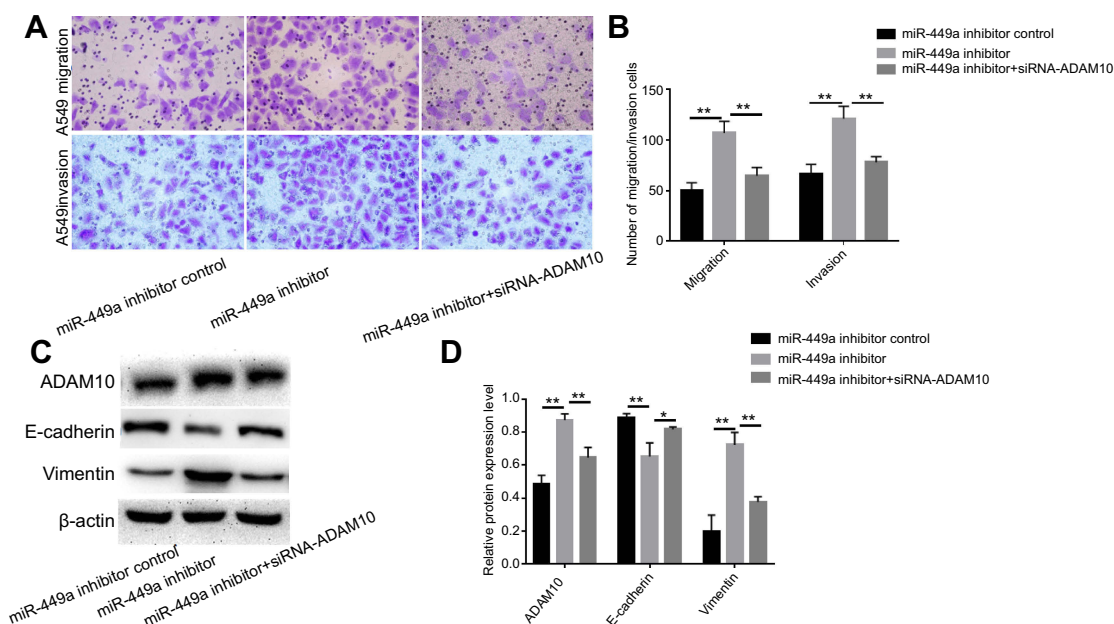 A
A549 migration
A549invasion
miR-449a inhibitor control
miR-449a inhibitor
miR-449a inhibitor+siRNA-ADAM10
B
miR-449a inhibitor control
miR-449a inhibitor
miR-449a inhibitor+siRNA-ADAM10
Number of migration/invasion cells
150
100
50
0
** ** ** **
Migration
Invasion
C
ADAM10
E-cadherin
Vimentin
β-actin
miR-449a inhibitor control
miR-449a inhibitor
miR-449a inhibitor+siRNA-ADAM10
D
miR-449a inhibitor control
miR-449a inhibitor
miR-449a inhibitor+siRNA-ADAM10
Relative protein expression level
1.0
0.8
0.6
0.4
0.2
0.0
** ** ** * ** **
ADAM10
E-cadherin
Vimentin